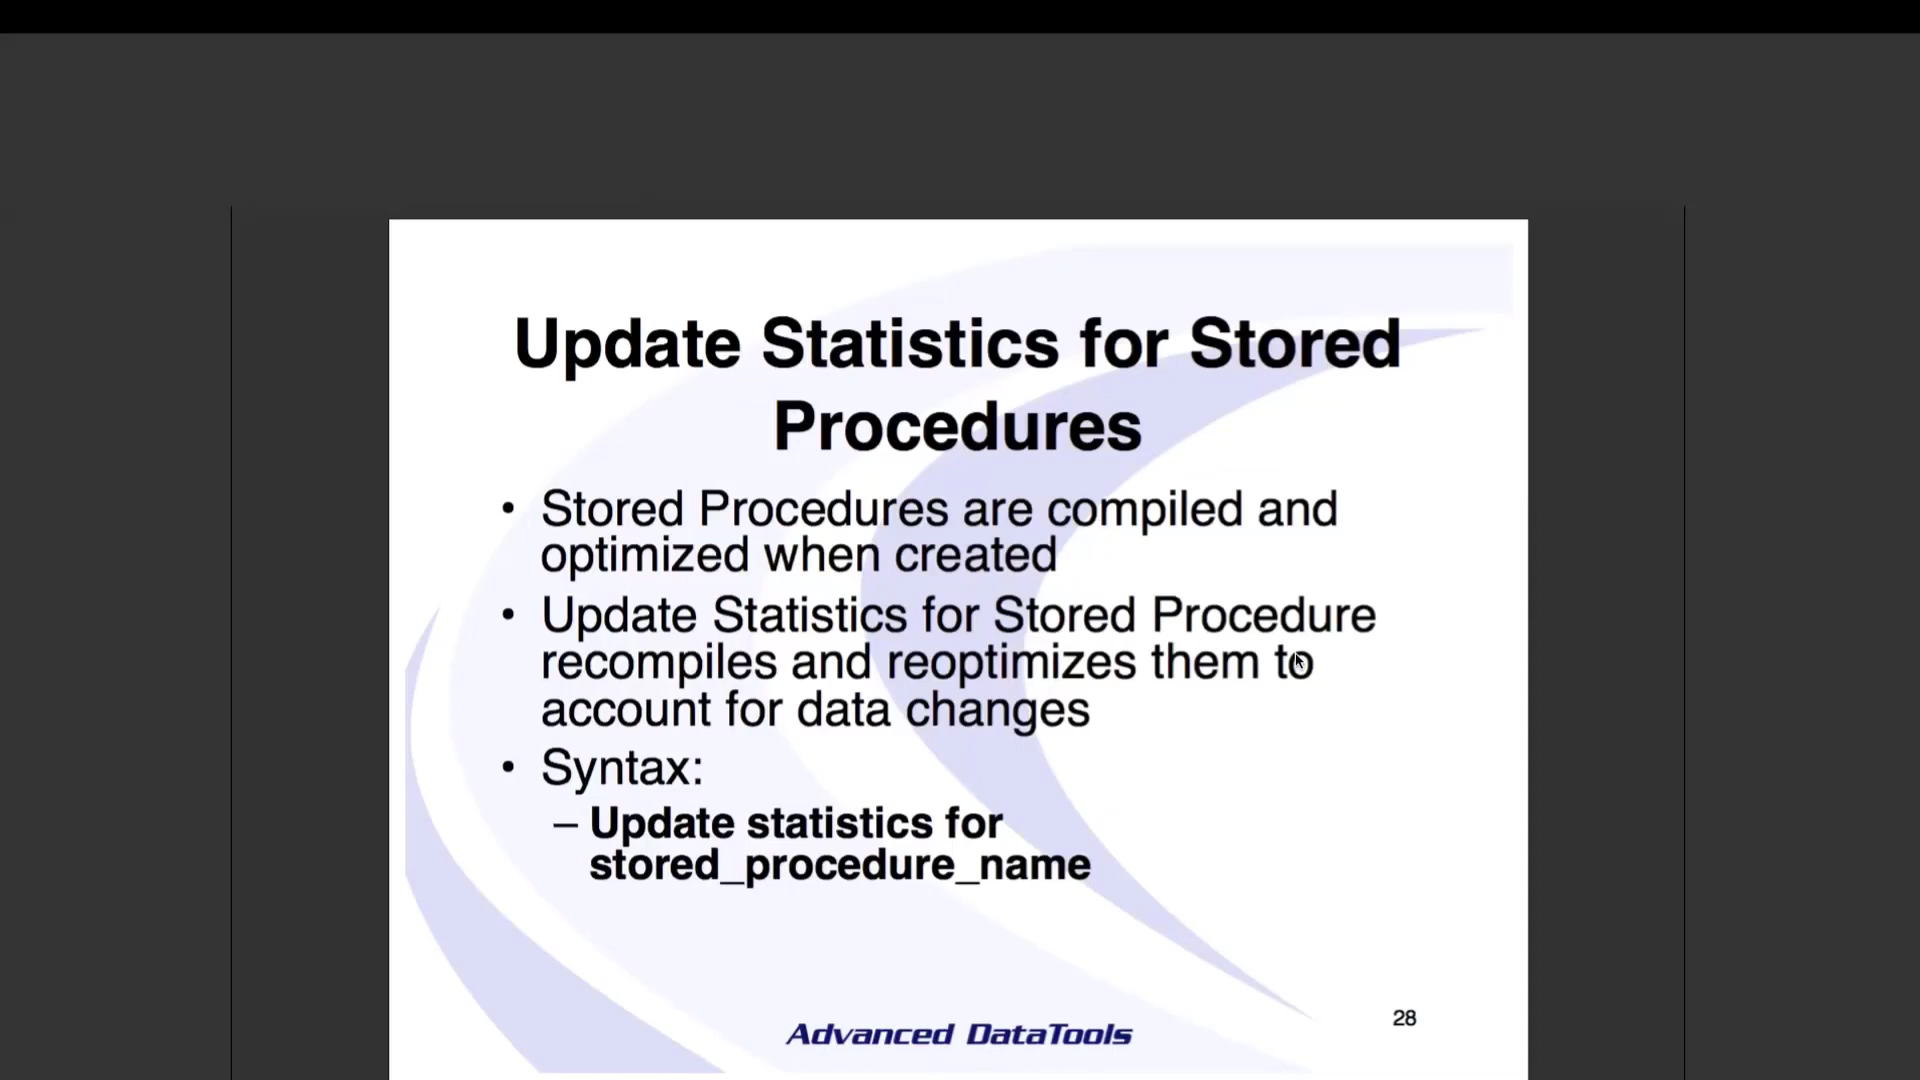 Update Statistics for Stored
Procedures
• Stored Procedures are compiled and
optimized when created
• Update Statistics for Stored Procedure
recompiles and reoptimizes them to
account for data changes
• Syntax:
– Update statistics for
stored_procedure_name
28
Advanced DataTools